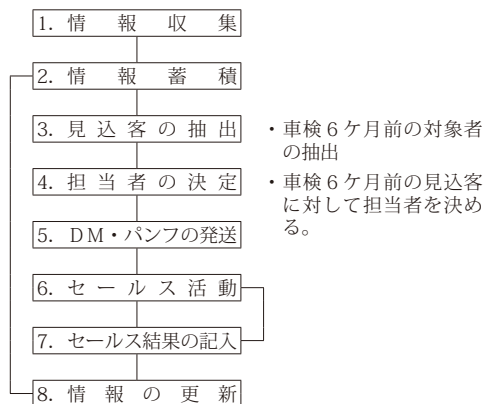 1. 情報収集
2. 情報蓄積
3. 見込客の抽出
・車検6ケ月前の対象者
の抽出
4. 担当者の決定
・車検6ケ月前の見込客
に対して担当者を決め
る。
5. DM・パンフの発送
6. セールス活動
7. セールス結果の記入
8. 情報の更新